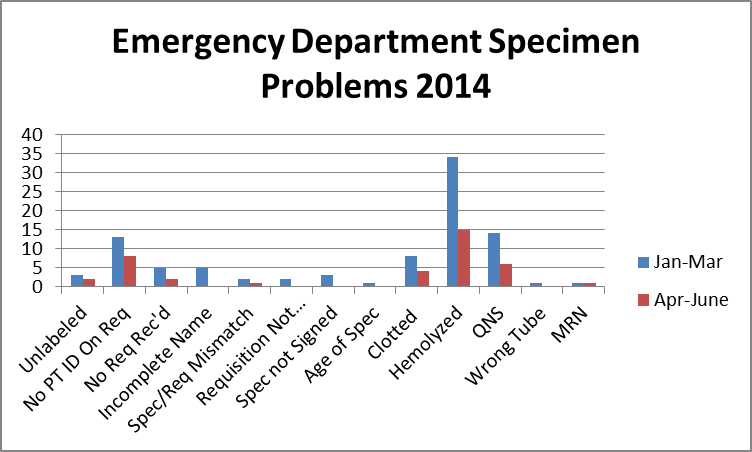 Emergency Department Specimen
Problems 2014
40
35
30
25
20
15
10
5
0
Unlabeled
No PT ID On Req
No Req Rec'd
Incomplete Name
Spec/Req Mismatch
Requisition Not...
Spec not Signed
Age of Spec
Clotted
Hemolyzed
QNS
Wrong Tube
MRN
Jan-Mar
Apr-June